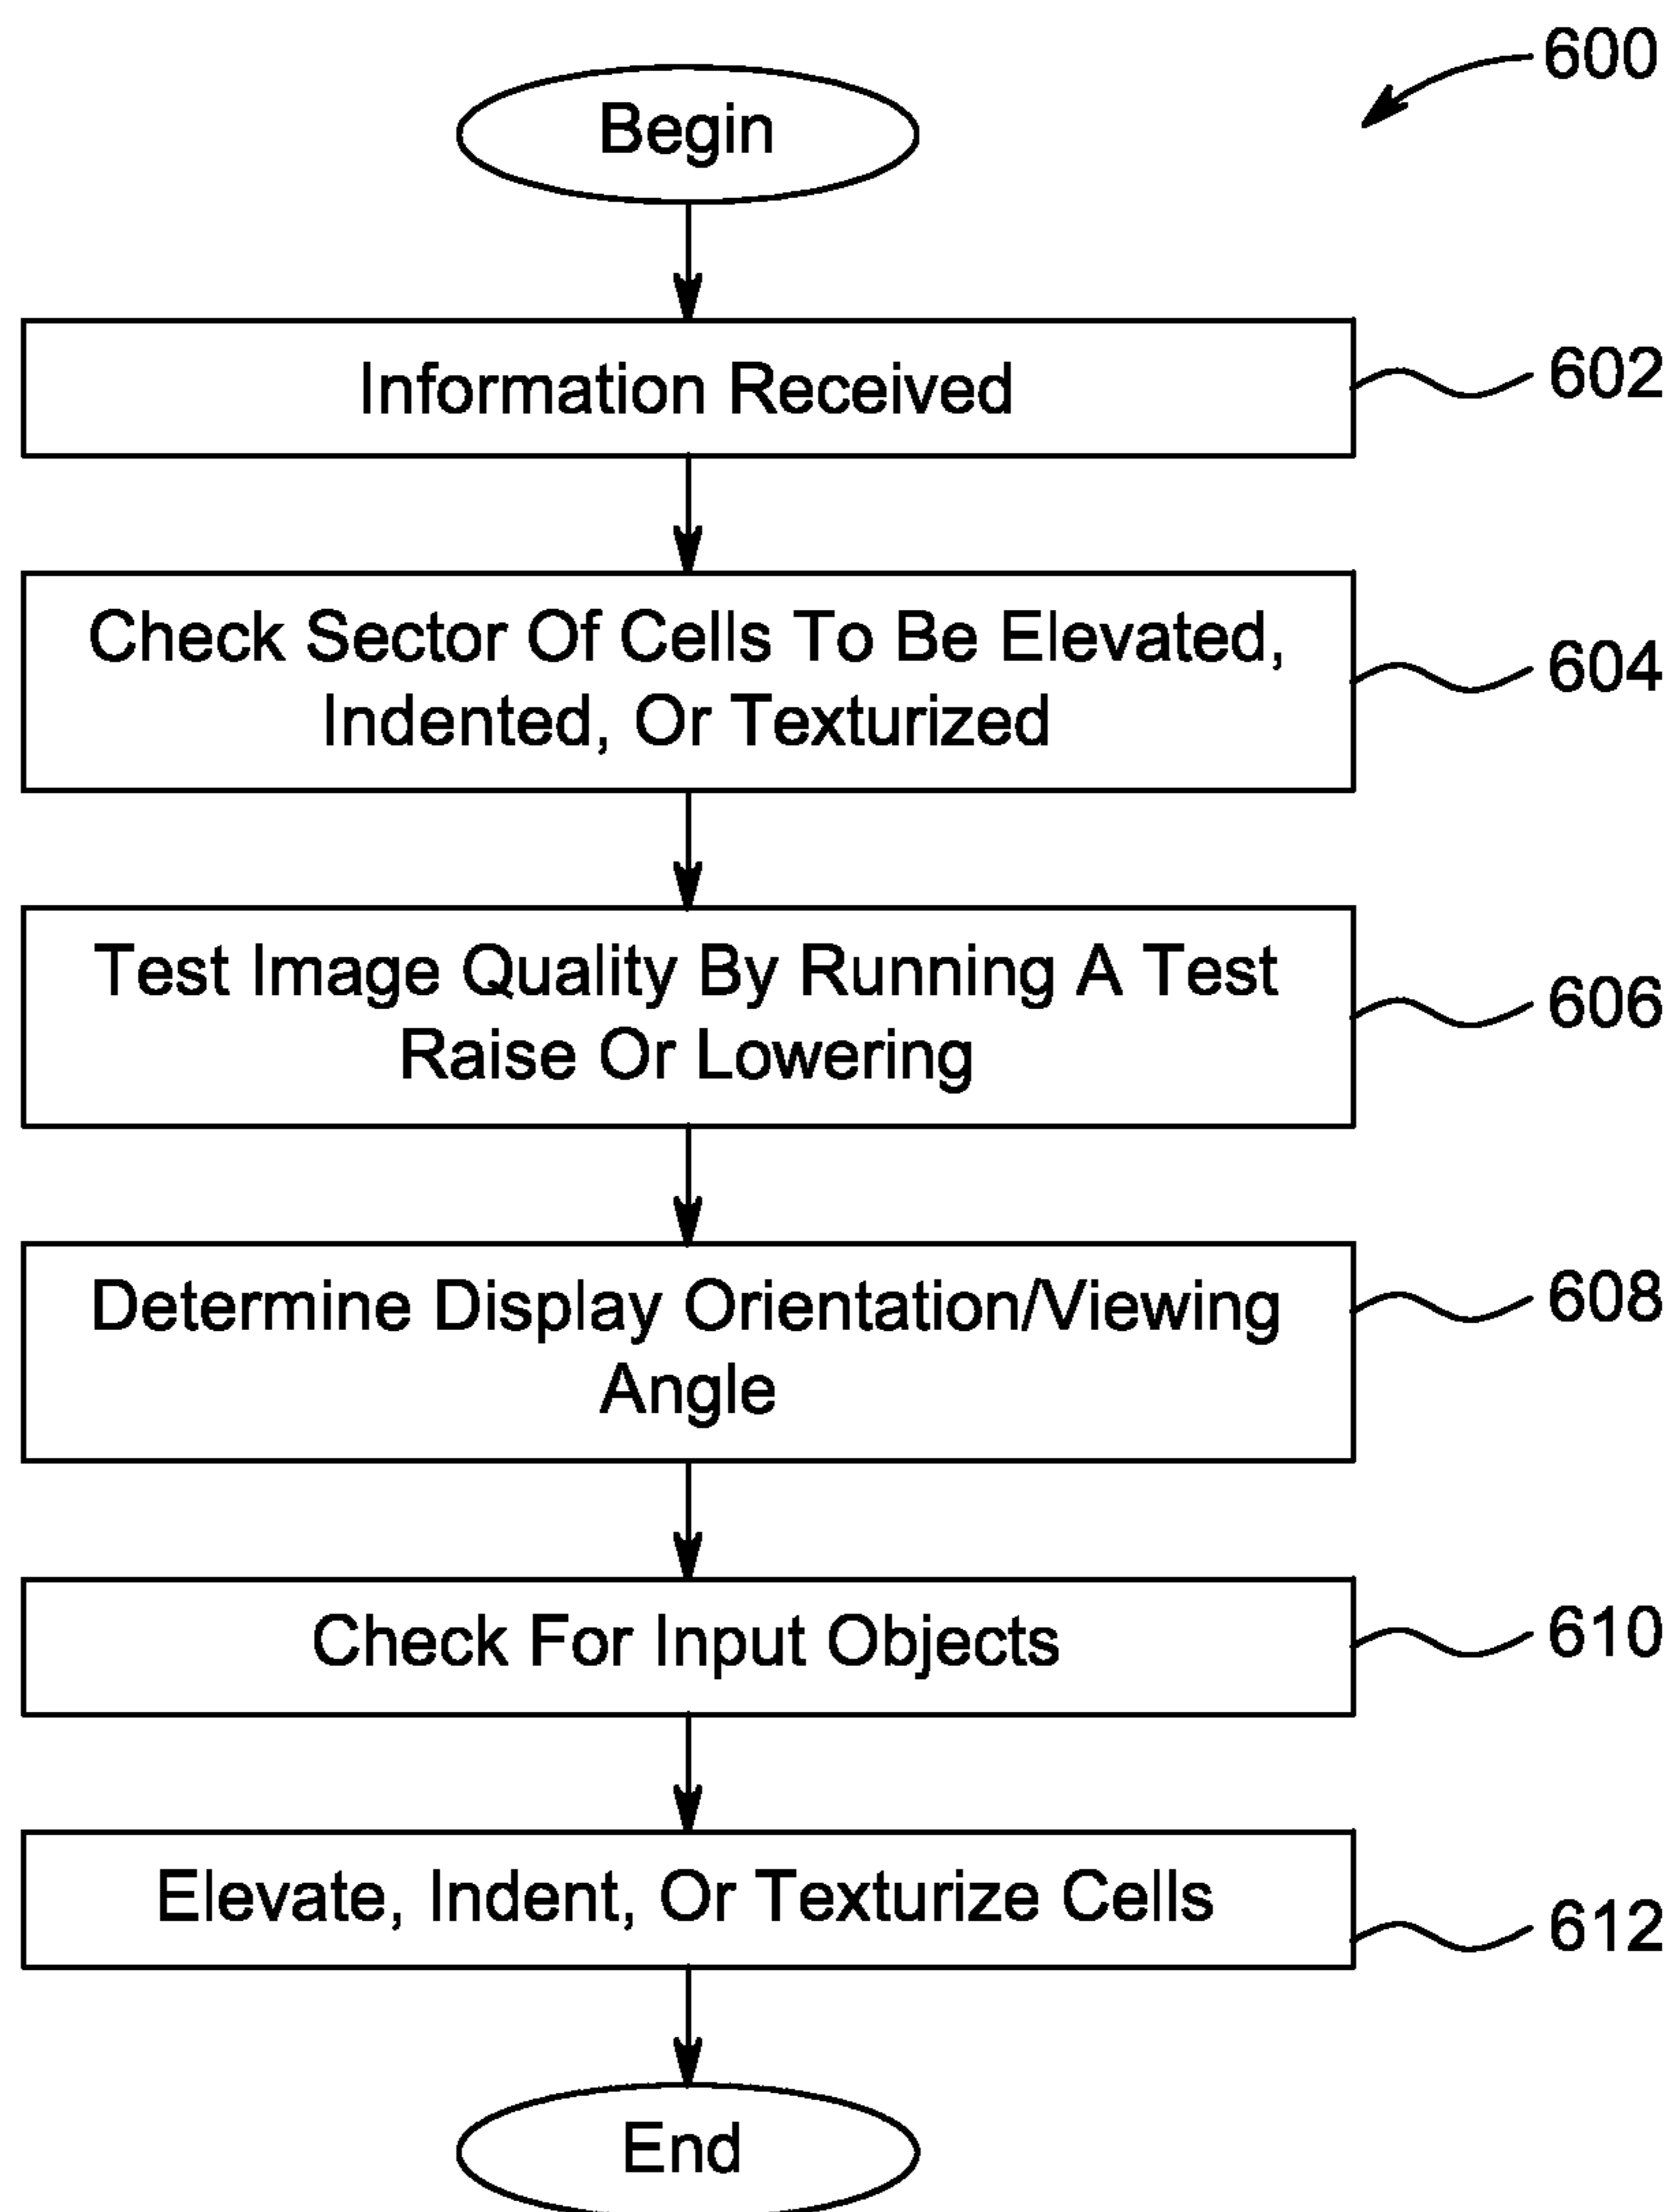 600
Begin
Information Received
602
Check Sector Of Cells To Be Elevated,
Indented, Or Texturized
604
Test Image Quality By Running A Test
Raise Or Lowering
606
Determine Display Orientation/Viewing
Angle
608
Check For Input Objects
610
Elevate, Indent, Or Texturize Cells
612
End